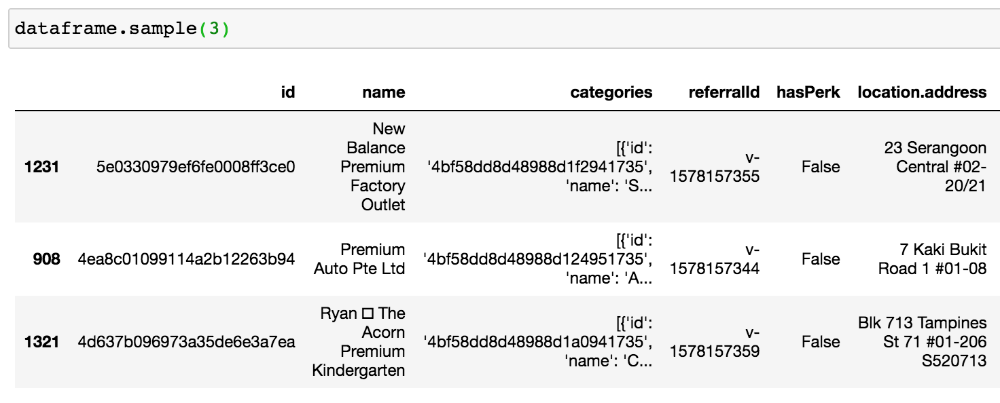 dataframe.sample(3)
id name categories referralId hasPerk location.address
1231 5e0330979ef6fe0008ff3ce0 New Balance Premium Factory Outlet [{'id': '4bf58dd8d48988d1f2941735', 'name': 'S... v-1578157355 False 23 Serangoon Central #02-20/21
908 4ea8c01099114a2b12263b94 Premium Auto Pte Ltd [{'id': '4bf58dd8d48988d124951735', 'name': 'A... v-1578157344 False 7 Kaki Bukit Road 1 #01-08
1321 4d637b096973a35de6e3a7ea Ryan □ The Acorn Premium Kindergarten [{'id': '4bf58dd8d48988d1a0941735', 'name': 'C... v-1578157359 False Blk 713 Tampines St 71 #01-206 S520713